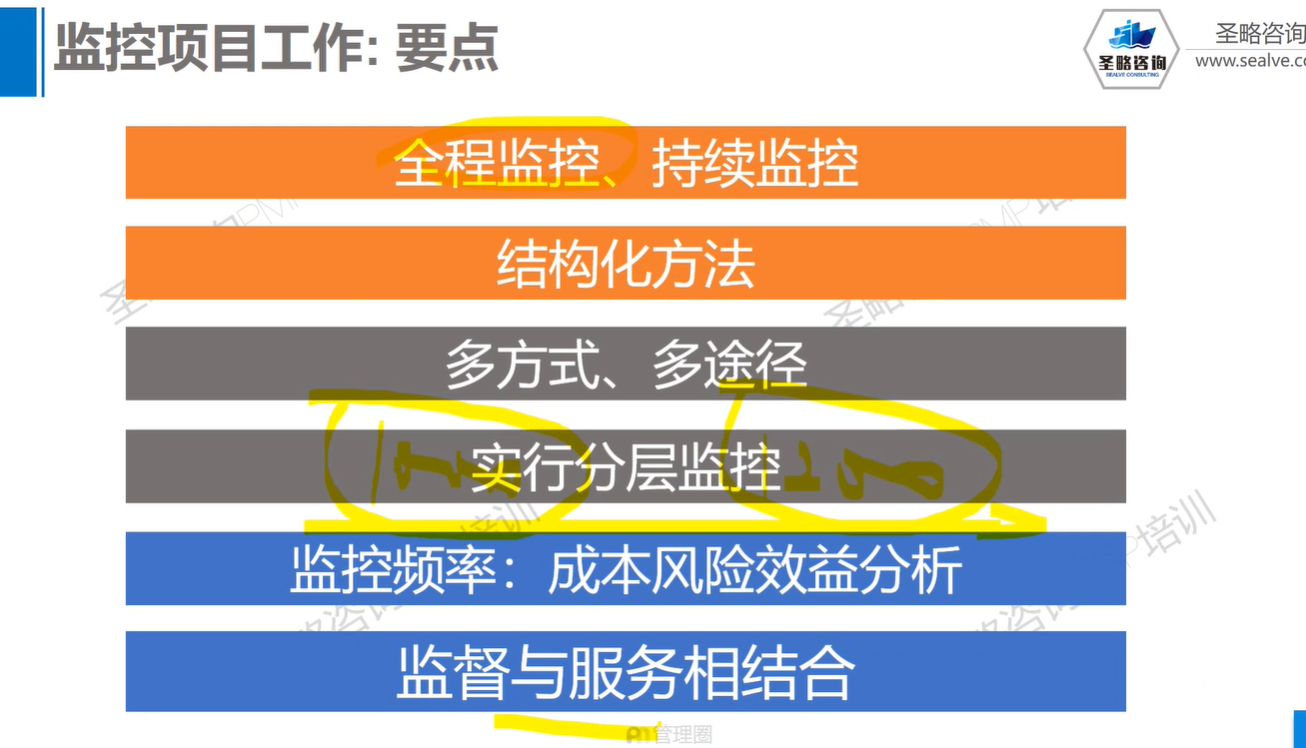 监控项目工作: 要点
圣略咨询
SEALVE CONSULTING
圣略咨询
www.sealve.co
全程监控、持续监控
结构化方法
多方式、多途径
实行分层监控
监控频率：成本风险效益分析
监督与服务相结合
管理圈